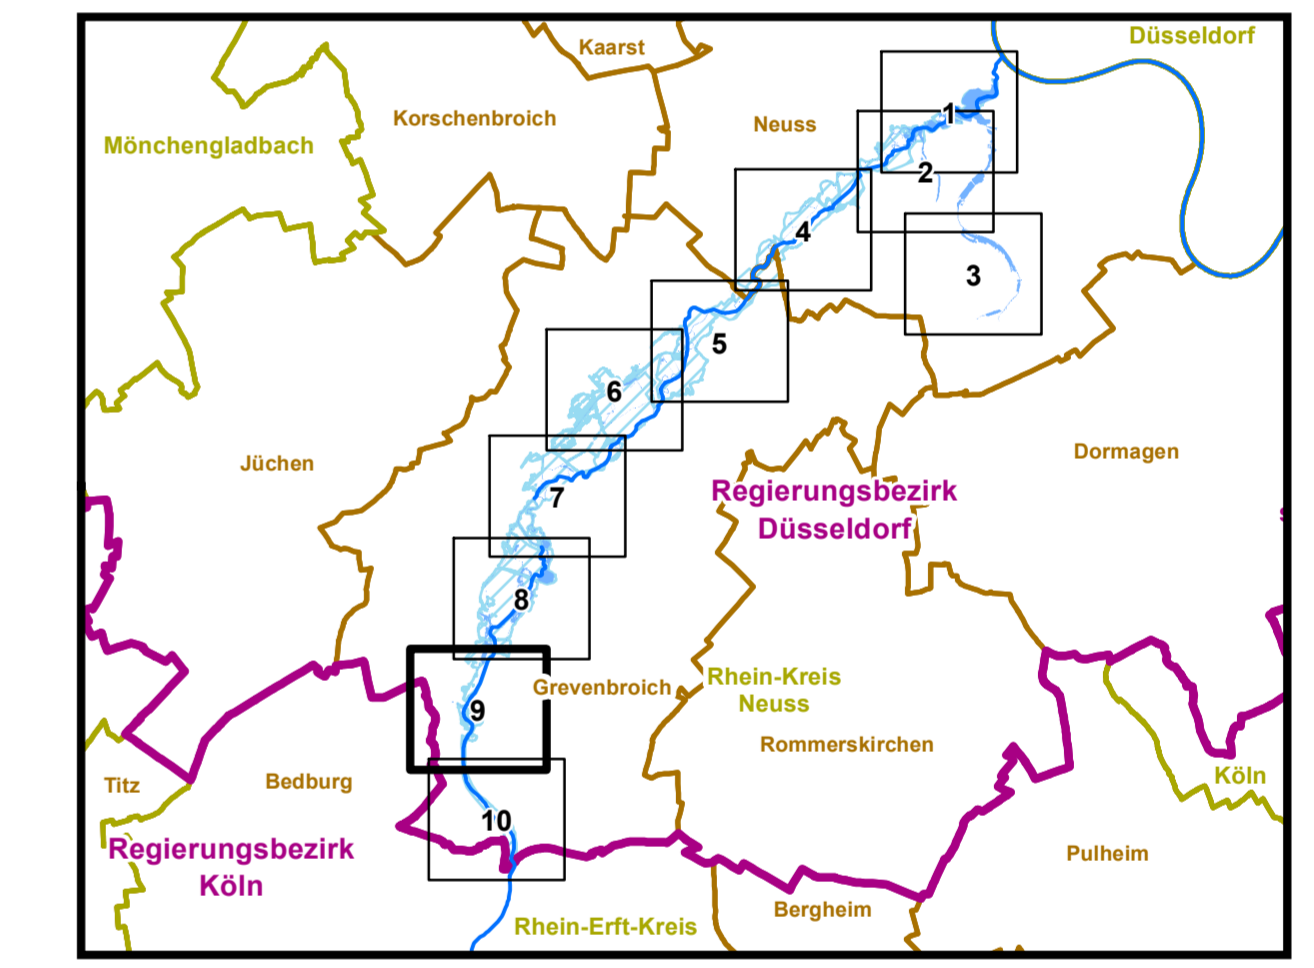 Düsseldorf
Kaarst
Korschenbroich
Neuss
Mönchengladbach
1
2
4
3
5
6
Jüchen
Dormagen
7
Regierungsbezirk
Düsseldorf
8
Grevenbroich
Rhein-Kreis
Neuss
9
Rommerskirchen
Titz
Bedburg
Köln
10
Regierungsbezirk
Köln
Pulheim
Bergheim
Rhein-Erft-Kreis